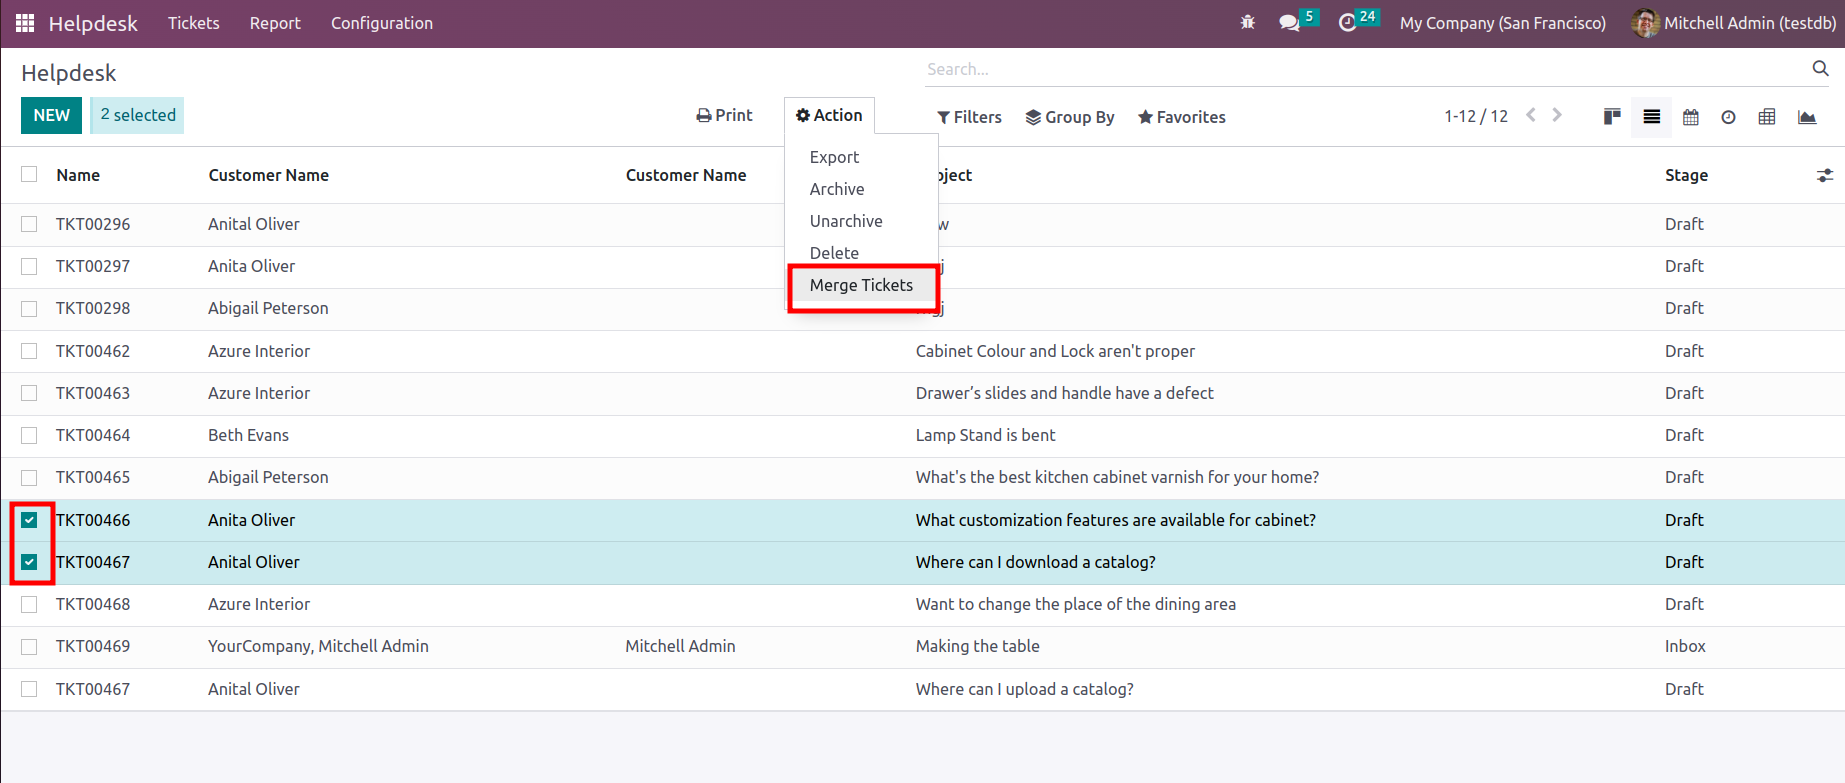 Helpdesk Tickets Report Configuration 5 24 My Company (San Francisco) Mitchell Admin (testdb)
Helpdesk Search...
NEW 2 selected Print Action Filters Group By Favorites 1-12 / 12
Export
Archive
Unarchive
Delete
Merge Tickets
Name Customer Name Customer Name ject Stage
TKT00296 Anital Oliver w Draft
TKT00297 Anita Oliver j Draft
TKT00298 Abigail Peterson gj Draft
TKT00462 Azure Interior Cabinet Colour and Lock aren't proper Draft
TKT00463 Azure Interior Drawer’s slides and handle have a defect Draft
TKT00464 Beth Evans Lamp Stand is bent Draft
TKT00465 Abigail Peterson What's the best kitchen cabinet varnish for your home? Draft
TKT00466 Anita Oliver What customization features are available for cabinet? Draft
TKT00467 Anital Oliver Where can I download a catalog? Draft
TKT00468 Azure Interior Want to change the place of the dining area Draft
TKT00469 YourCompany, Mitchell Admin Mitchell Admin Making the table Inbox
TKT00467 Anital Oliver Where can I upload a catalog? Draft